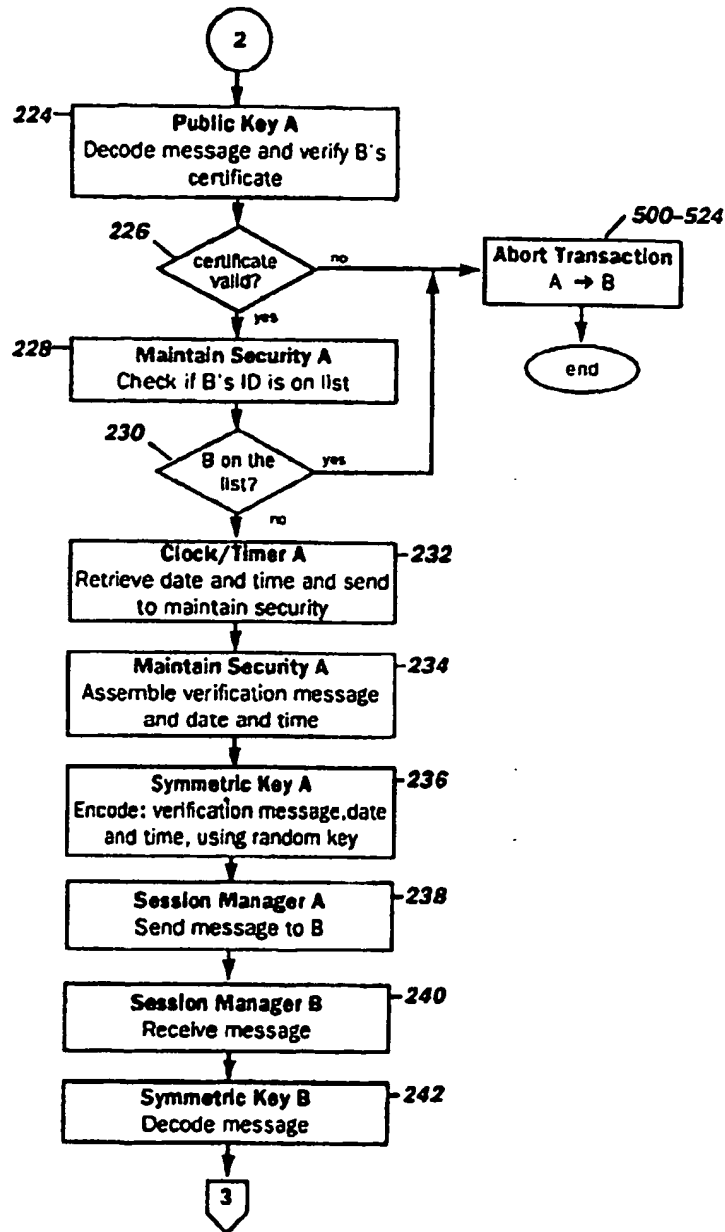 2
224
Public Key A
Decode message and verify B's
certificate
226
certificate
valid?
no
yes
500-524
Abort Transaction
A → B
end
228
Maintain Security A
Check if B's ID is on list
230
B on the
list?
yes
no
Clock/Timer A
Retrieve date and time and send
to maintain security
232
Maintain Security A
Assemble verification message
and date and time
234
Symmetric Key A
Encode: verification message,date
and time, using random key
236
Session Manager A
Send message to B
238
Session Manager B
Receive message
240
Symmetric Key B
Decode message
242
3